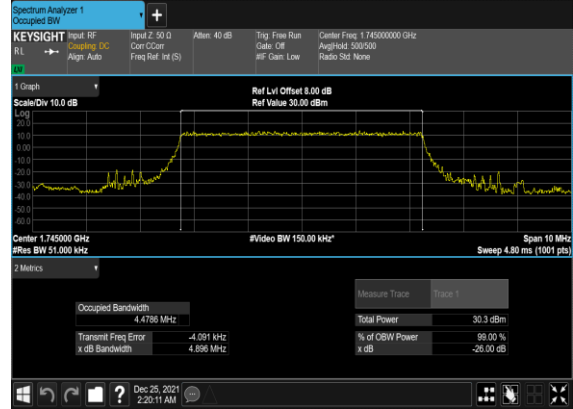 Spectrum Analyzer 1
Occupied BW
KEYSIGHT Input: RF Input Z: 50 Ω Atten: 40 dB Trig: Free Run Center Freq: 1.745000000 GHz
RL Coupling: DC Corr CCorr Gate: Off Avg|Hold: 500/500
Align: Auto Freq Ref: Int (S) #IF Gain: Low Radio Std: None
LM
1 Graph Ref Lvl Offset 8.00 dB
Scale/Div 10.0 dB Ref Value 30.00 dBm
Log
20.0
10.0
0.00
-10.0
-20.0
-30.0
-40.0
-50.0
-60.0
Center 1.745000 GHz #Video BW 150.00 kHz* Span 10 MHz
#Res BW 51.000 kHz Sweep 4.80 ms (1001 pts)
2 Metrics
Measure Trace Trace 1
Occupied Bandwidth
4.4786 MHz Total Power 30.3 dBm
Transmit Freq Error -4.091 kHz % of OBW Power 99.00 %
x dB Bandwidth 4.896 MHz x dB -26.00 dB
? Dec 25, 2021
2:20:11 AM